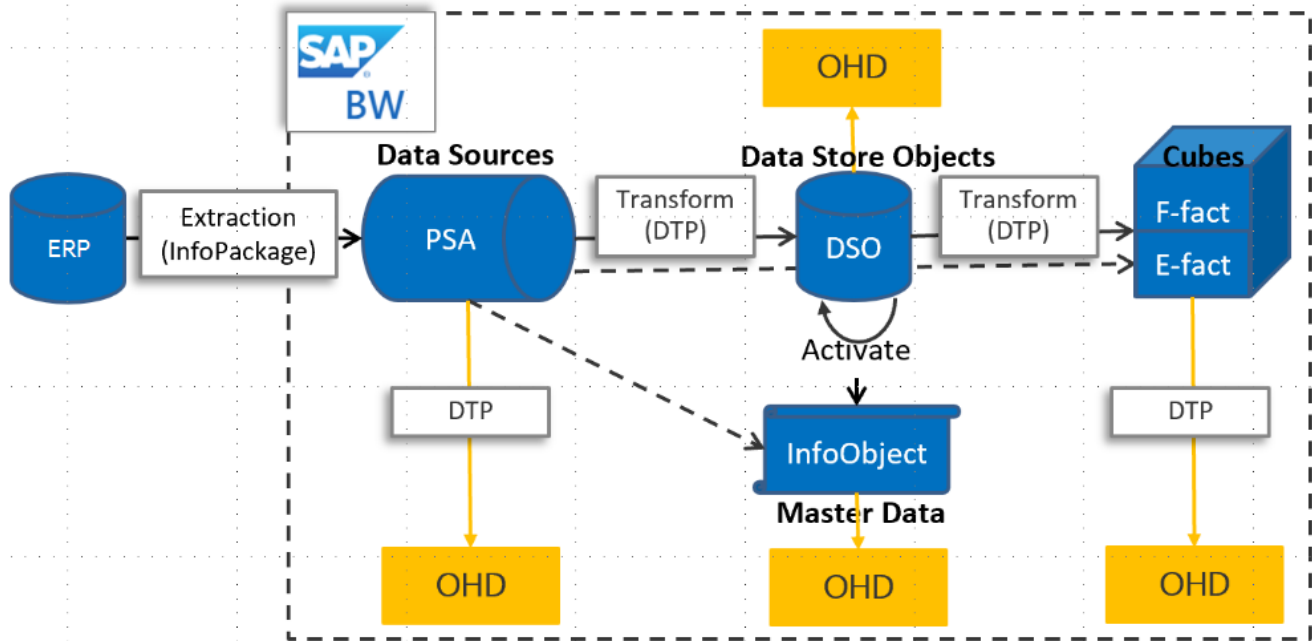 SAP
®
BW
OHD
Data Sources
Data Store Objects
Cubes
ERP
Extraction
(InfoPackage)
PSA
Transform
(DTP)
DSO
Transform
(DTP)
F-fact
E-fact
Activate
DTP
InfoObject
DTP
Master Data
OHD
OHD
OHD